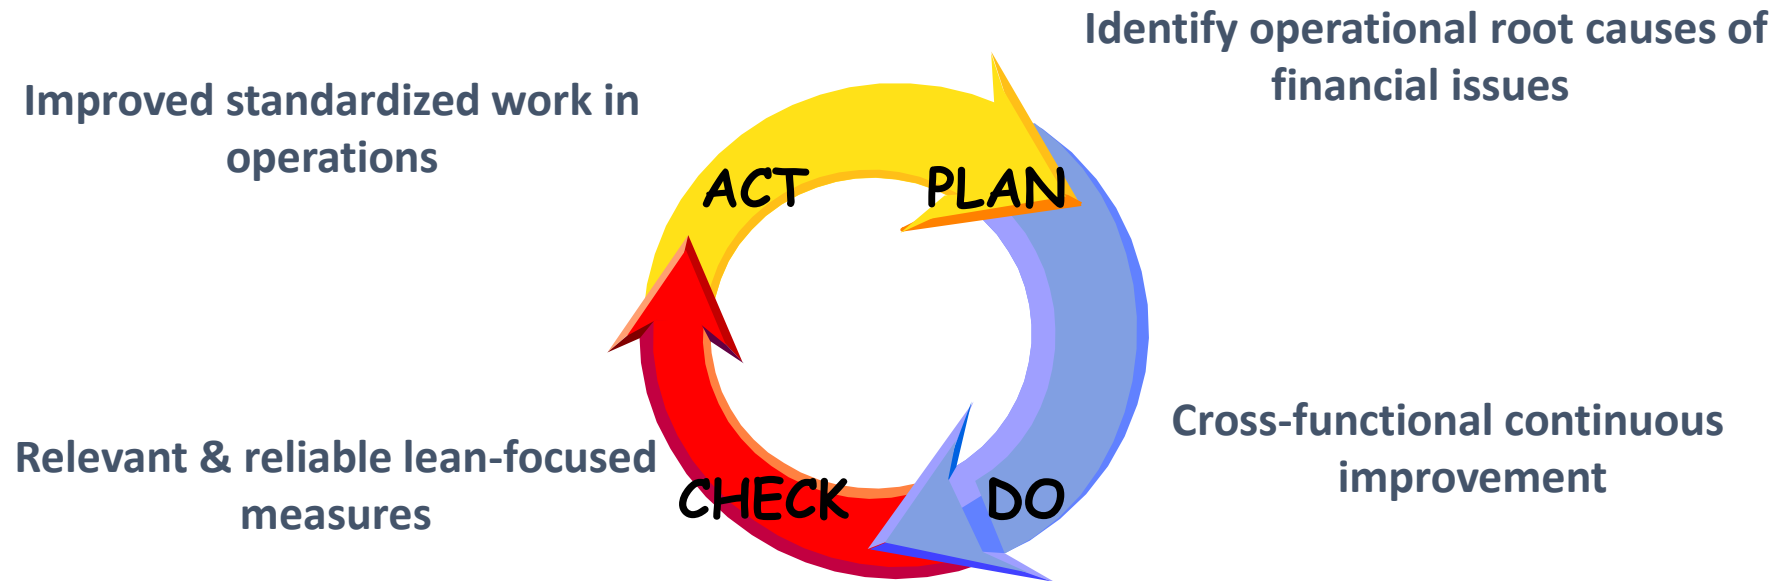 Identify operational root causes of
financial issues
Improved standardized work in
operations
ACT
PLAN
Cross-functional continuous
improvement
Relevant & reliable lean-focused
measures
CHECK
DO